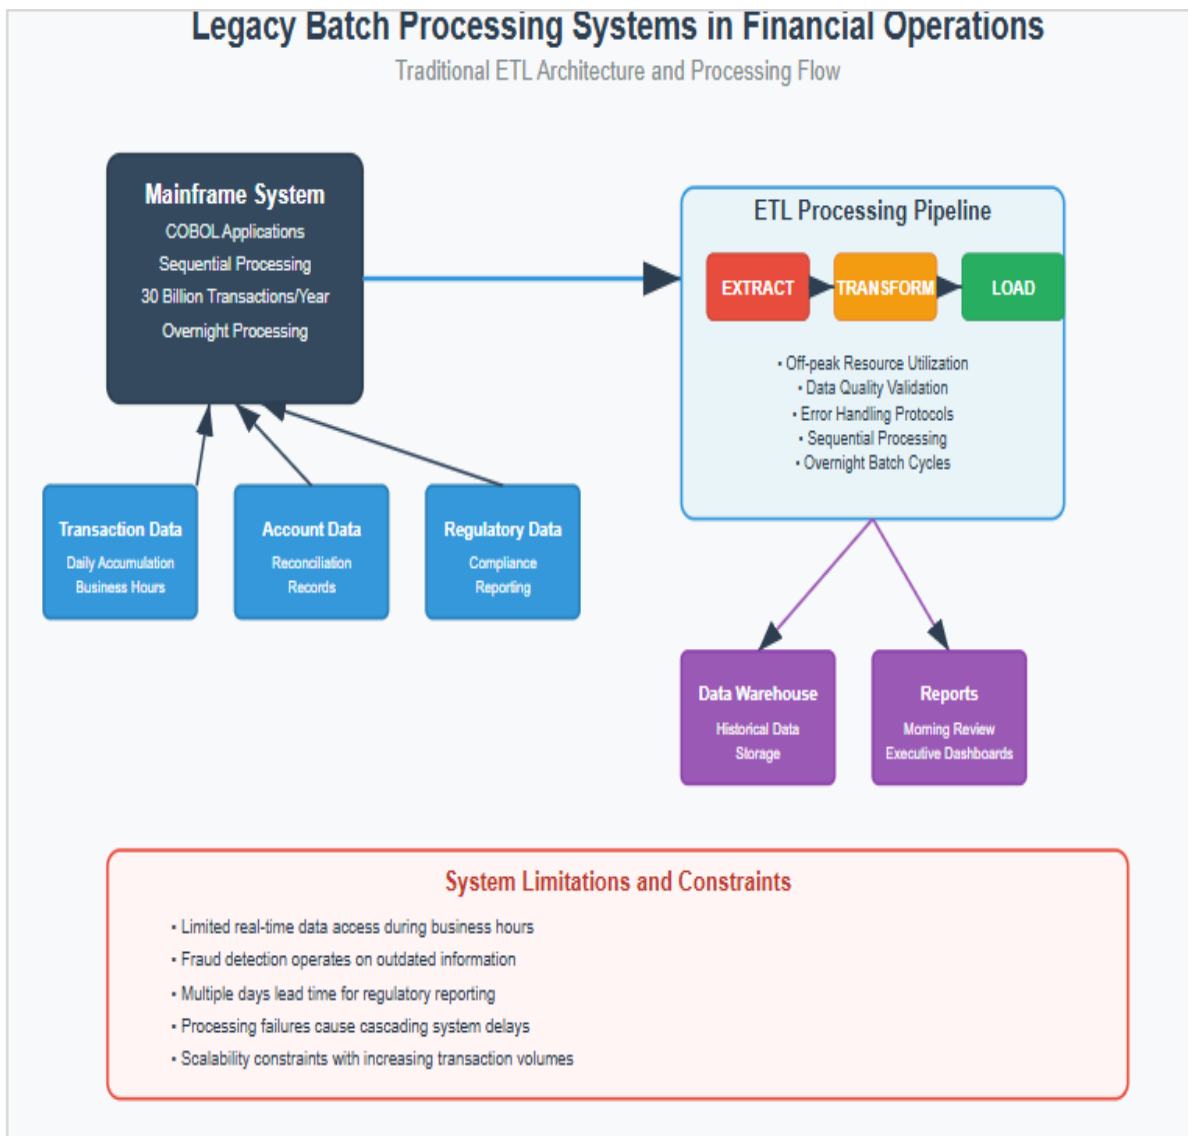 Legacy Batch Processing Systems in Financial Operations
Traditional ETL Architecture and Processing Flow
Mainframe System
COBOL Applications
Sequential Processing
30 Billion Transactions/Year
Overnight Processing
ETL Processing Pipeline
EXTRACT
TRANSFORM
LOAD
• Off-peak Resource Utilization
• Data Quality Validation
• Error Handling Protocols
• Sequential Processing
• Overnight Batch Cycles
Transaction Data
Daily Accumulation
Business Hours
Account Data
Reconciliation
Records
Regulatory Data
Compliance
Reporting
Data Warehouse
Historical Data
Storage
Reports
Morning Review
Executive Dashboards
System Limitations and Constraints
• Limited real-time data access during business hours
• Fraud detection operates on outdated information
• Multiple days lead time for regulatory reporting
• Processing failures cause cascading system delays
• Scalability constraints with increasing transaction volumes